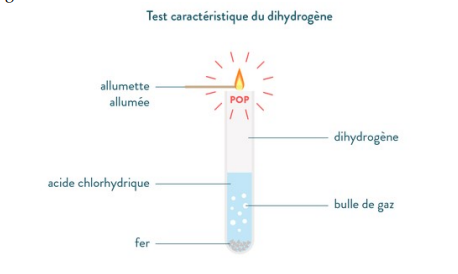 Test caractéristique du dihydrogène
allumette
allumée
POP
dihydrogène
acide chlorhydrique
bulle de gaz
fer